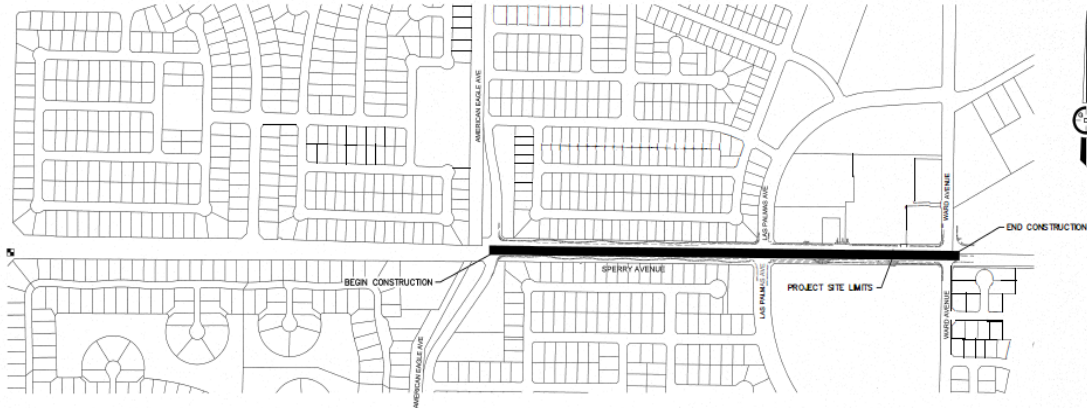 AMERICAN EAGLE AVE
LAS PALMAS AVE
WARD AVENUE
END CONSTRUCTION
SPERRY AVENUE
BEGIN CONSTRUCTION
PROJECT SITE LIMITS
LAS PALMAS AVE
WARD AVENUE
AMERICAN EAGLE AVE